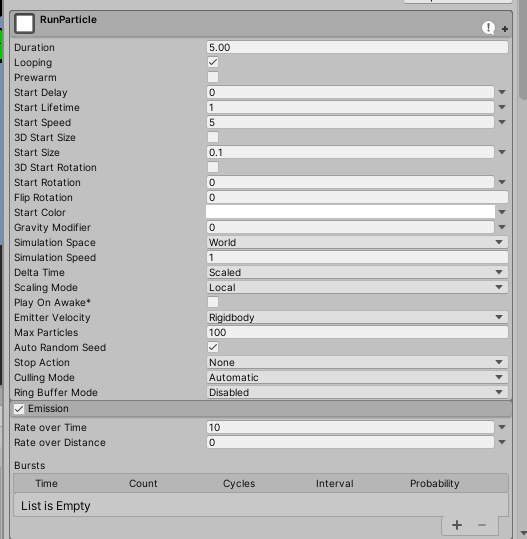 RunParticle
Duration 5.00
Looping
Prewarm
Start Delay 0
Start Lifetime 1
Start Speed 5
3D Start Size
Start Size 0.1
3D Start Rotation
Start Rotation 0
Flip Rotation 0
Start Color
Gravity Modifier 0
Simulation Space World
Simulation Speed 1
Delta Time Scaled
Scaling Mode Local
Play On Awake*
Emitter Velocity Rigidbody
Max Particles 100
Auto Random Seed
Stop Action None
Culling Mode Automatic
Ring Buffer Mode Disabled
Emission
Rate over Time 10
Rate over Distance 0
Bursts
Time Count Cycles Interval Probability
List is Empty